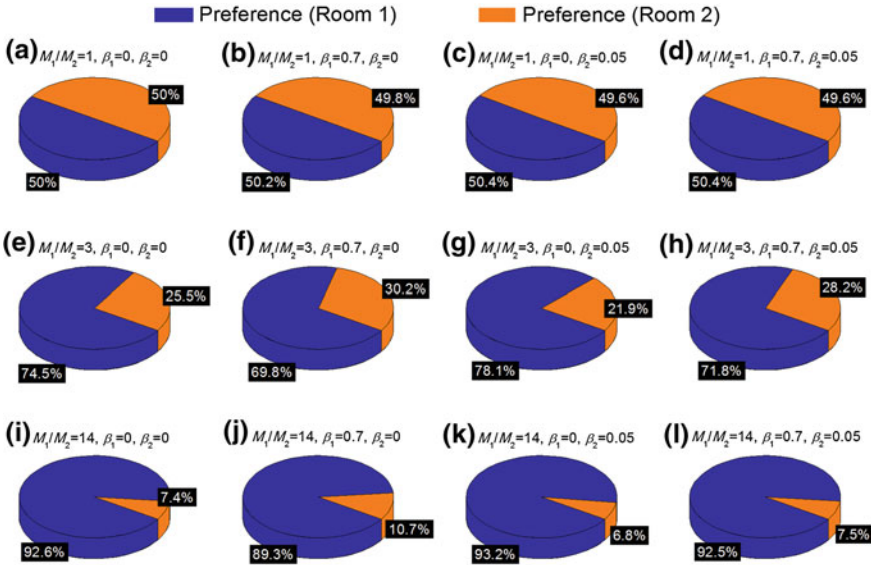 Preference (Room 1) Preference (Room 2)
(a) M₁/M₂=1, β₁=0, β₂=0
50%
50%
(b) M₁/M₂=1, β₁=0.7, β₂=0
49.8%
50.2%
(c) M₁/M₂=1, β₁=0, β₂=0.05
49.6%
50.4%
(d) M₁/M₂=1, β₁=0.7, β₂=0.05
49.6%
50.4%
(e) M₁/M₂=3, β₁=0, β₂=0
25.5%
74.5%
(f) M₁/M₂=3, β₁=0.7, β₂=0
30.2%
69.8%
(g) M₁/M₂=3, β₁=0, β₂=0.05
21.9%
78.1%
(h) M₁/M₂=3, β₁=0.7, β₂=0.05
28.2%
71.8%
(i) M₁/M₂=14, β₁=0, β₂=0
7.4%
92.6%
(j) M₁/M₂=14, β₁=0.7, β₂=0
10.7%
89.3%
(k) M₁/M₂=14, β₁=0, β₂=0.05
6.8%
93.2%
(l) M₁/M₂=14, β₁=0.7, β₂=0.05
7.5%
92.5%